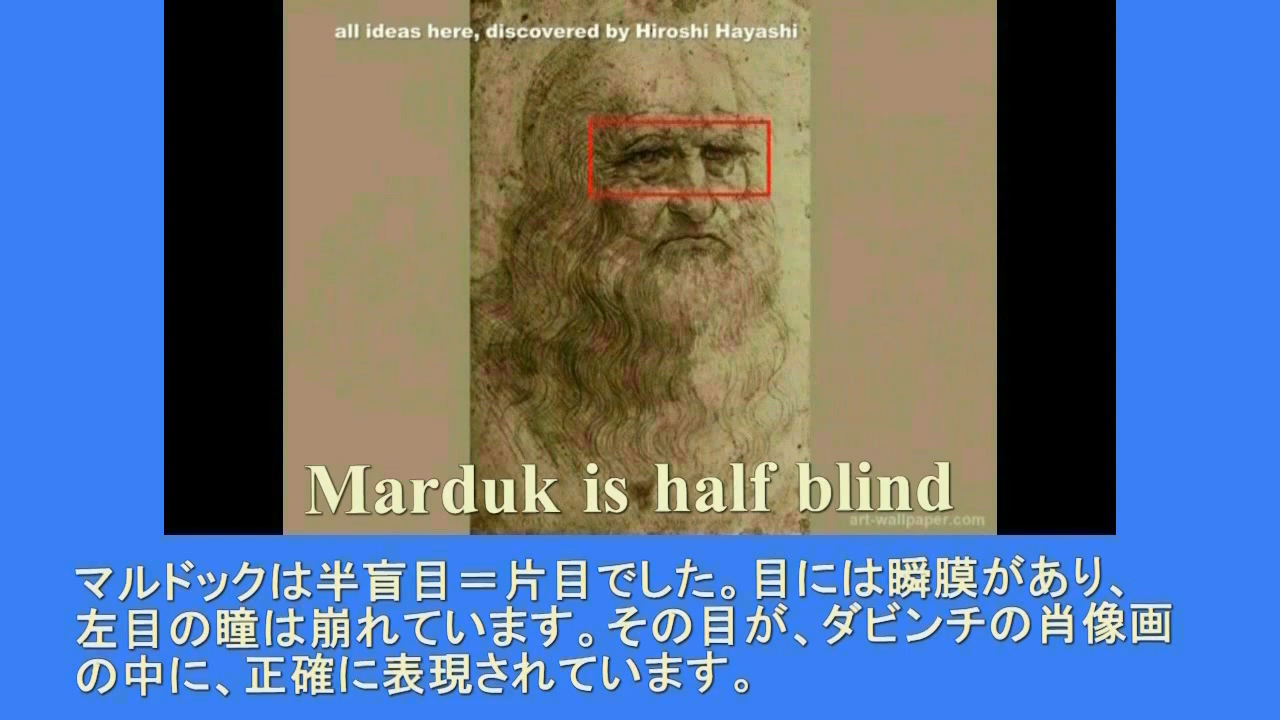 all ideas here, discovered by Hiroshi Hayashi
Marduk is half blind
art-wallpaper.com
マルドックは半盲目＝片目でした。目には瞬膜があり、
左目の瞳は崩れています。その目が、ダビンチの肖像画
の中に、正確に表現されています。